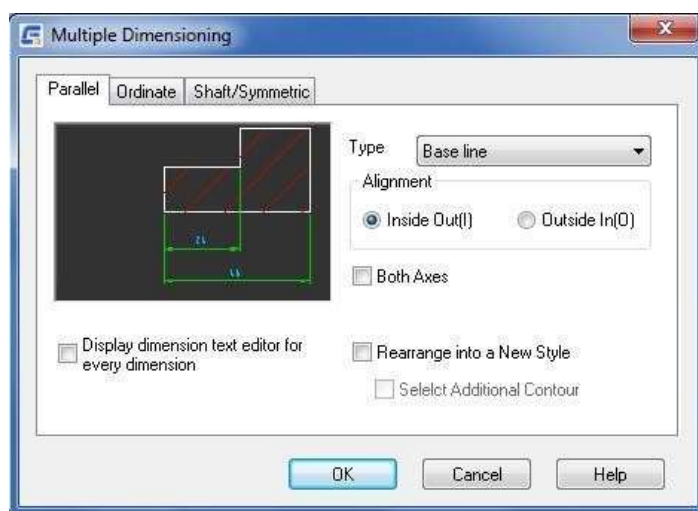 Multiple Dimensioning
Parallel
Ordinate
Shaft/Symmetric
Type
Base line
Alignment
Inside Out(I)
Outside In(O)
Both Axes
Display dimension text editor for
every dimension
Rearrange into a New Style
Selelct Additional Contour
OK
Cancel
Help